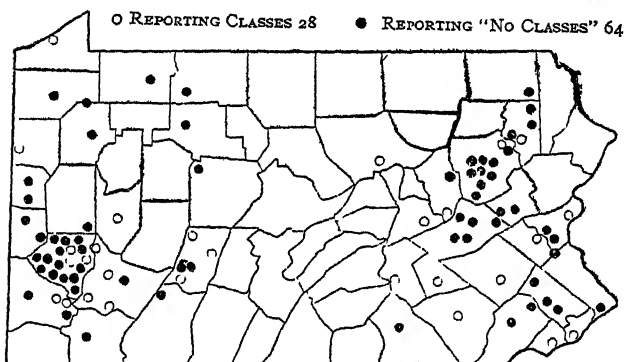 O REPORTING CLASSES 28 ● REPORTING "NO CLASSES" 64